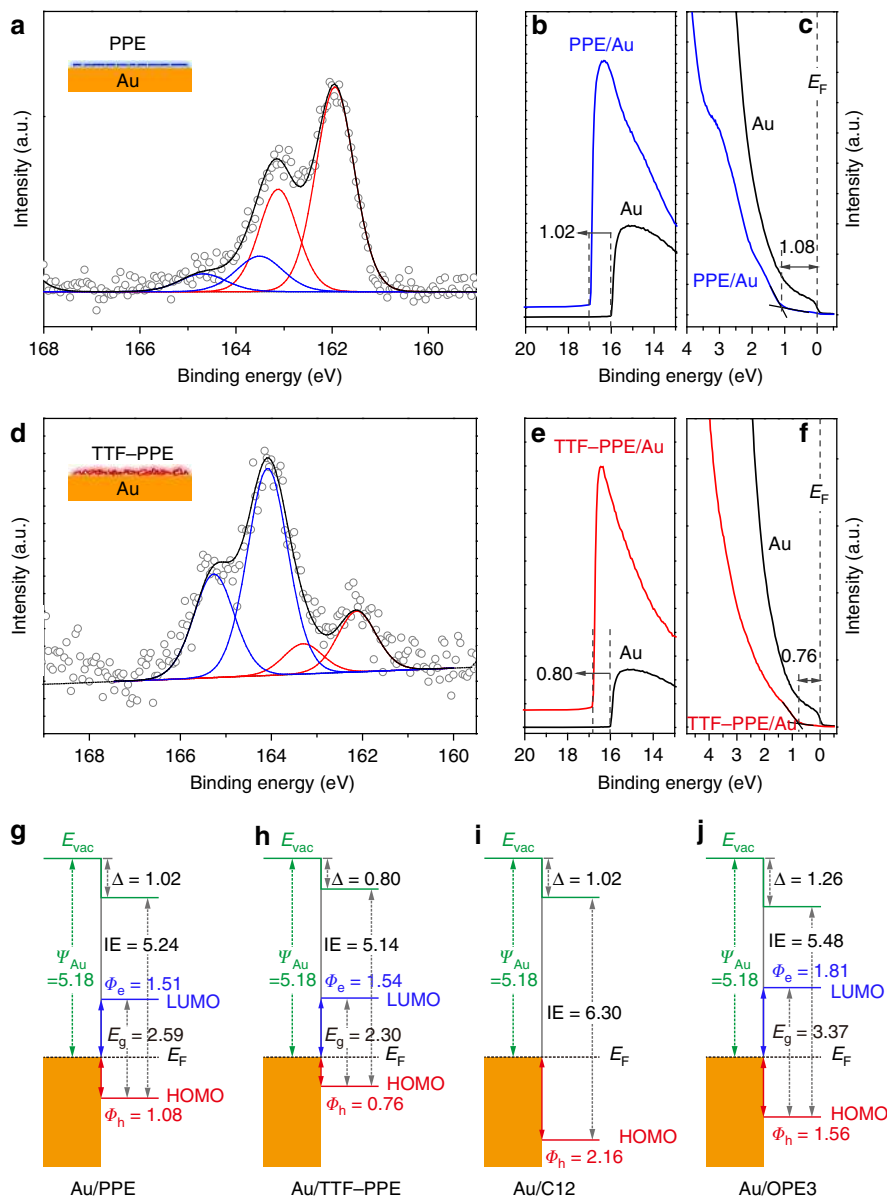 a
PPE
Au
Intensity (a.u.)
168 166 164 162 160
Binding energy (eV)
b
PPE/Au
Au
1.02
20 18 16 14
Binding energy (eV)
c
E_F
Au
1.08
PPE/Au
4 3 2 1 0
Intensity (a.u.)
d
TTF–PPE
Au
Intensity (a.u.)
168 166 164 162 160
Binding energy (eV)
e
TTF–PPE/Au
Au
0.80
20 18 16 14
Binding energy (eV)
f
E_F
Au
0.76
TTF–PPE/Au
4 3 2 1 0
Intensity (a.u.)
g
E_vac
Δ = 1.02
IE = 5.24
Ψ_Au
=5.18
Φ_e = 1.51
LUMO
E_g = 2.59
E_F
HOMO
Φ_h = 1.08
Au/PPE
h
E_vac
Δ = 0.80
IE = 5.14
Ψ_Au
=5.18
Φ_e = 1.54
LUMO
E_g = 2.30
E_F
HOMO
Φ_h = 0.76
Au/TTF–PPE
i
E_vac
Δ = 1.02
Ψ_Au
=5.18
IE = 6.30
E_F
HOMO
Φ_h = 2.16
Au/C12
j
E_vac
Δ = 1.26
IE = 5.48
Ψ_Au
=5.18
Φ_e = 1.81
LUMO
E_g = 3.37
E_F
HOMO
Φ_h = 1.56
Au/OPE3